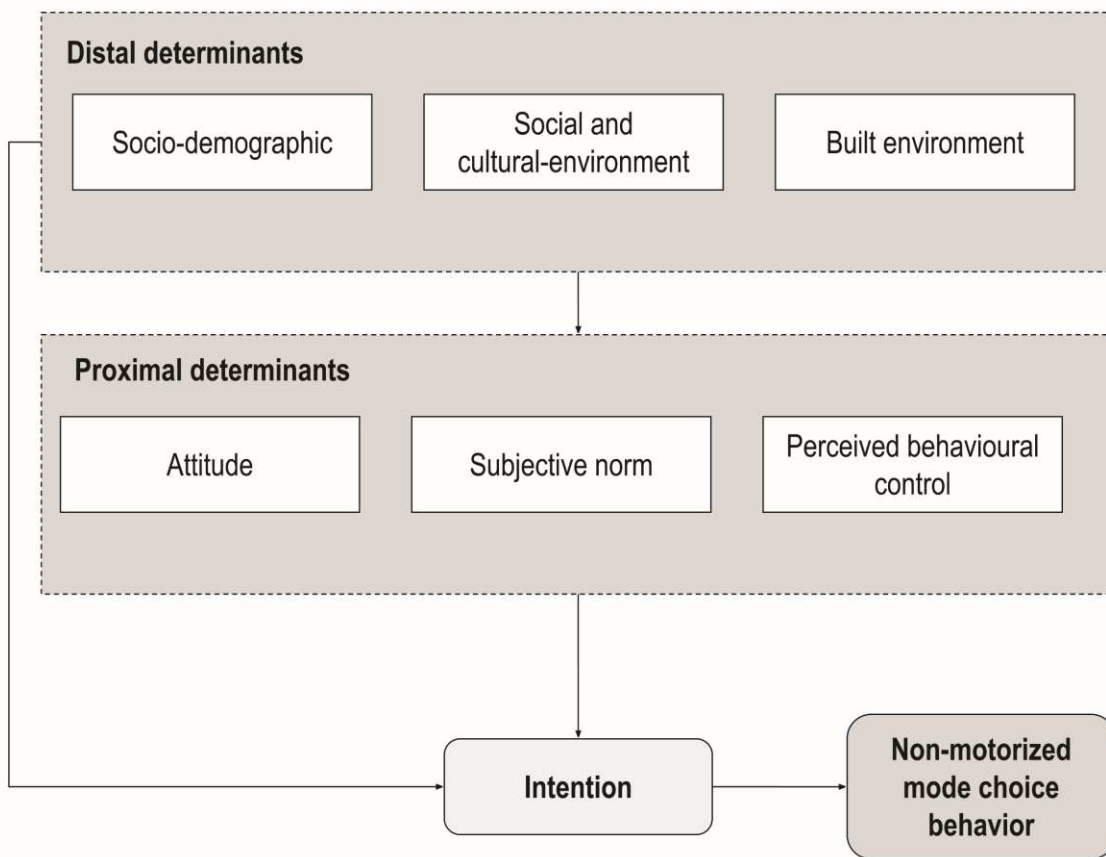 Distal determinants
Socio-demographic
Social and
cultural-environment
Built environment
Proximal determinants
Attitude
Subjective norm
Perceived behavioural
control
Intention
Non-motorized
mode choice
behavior